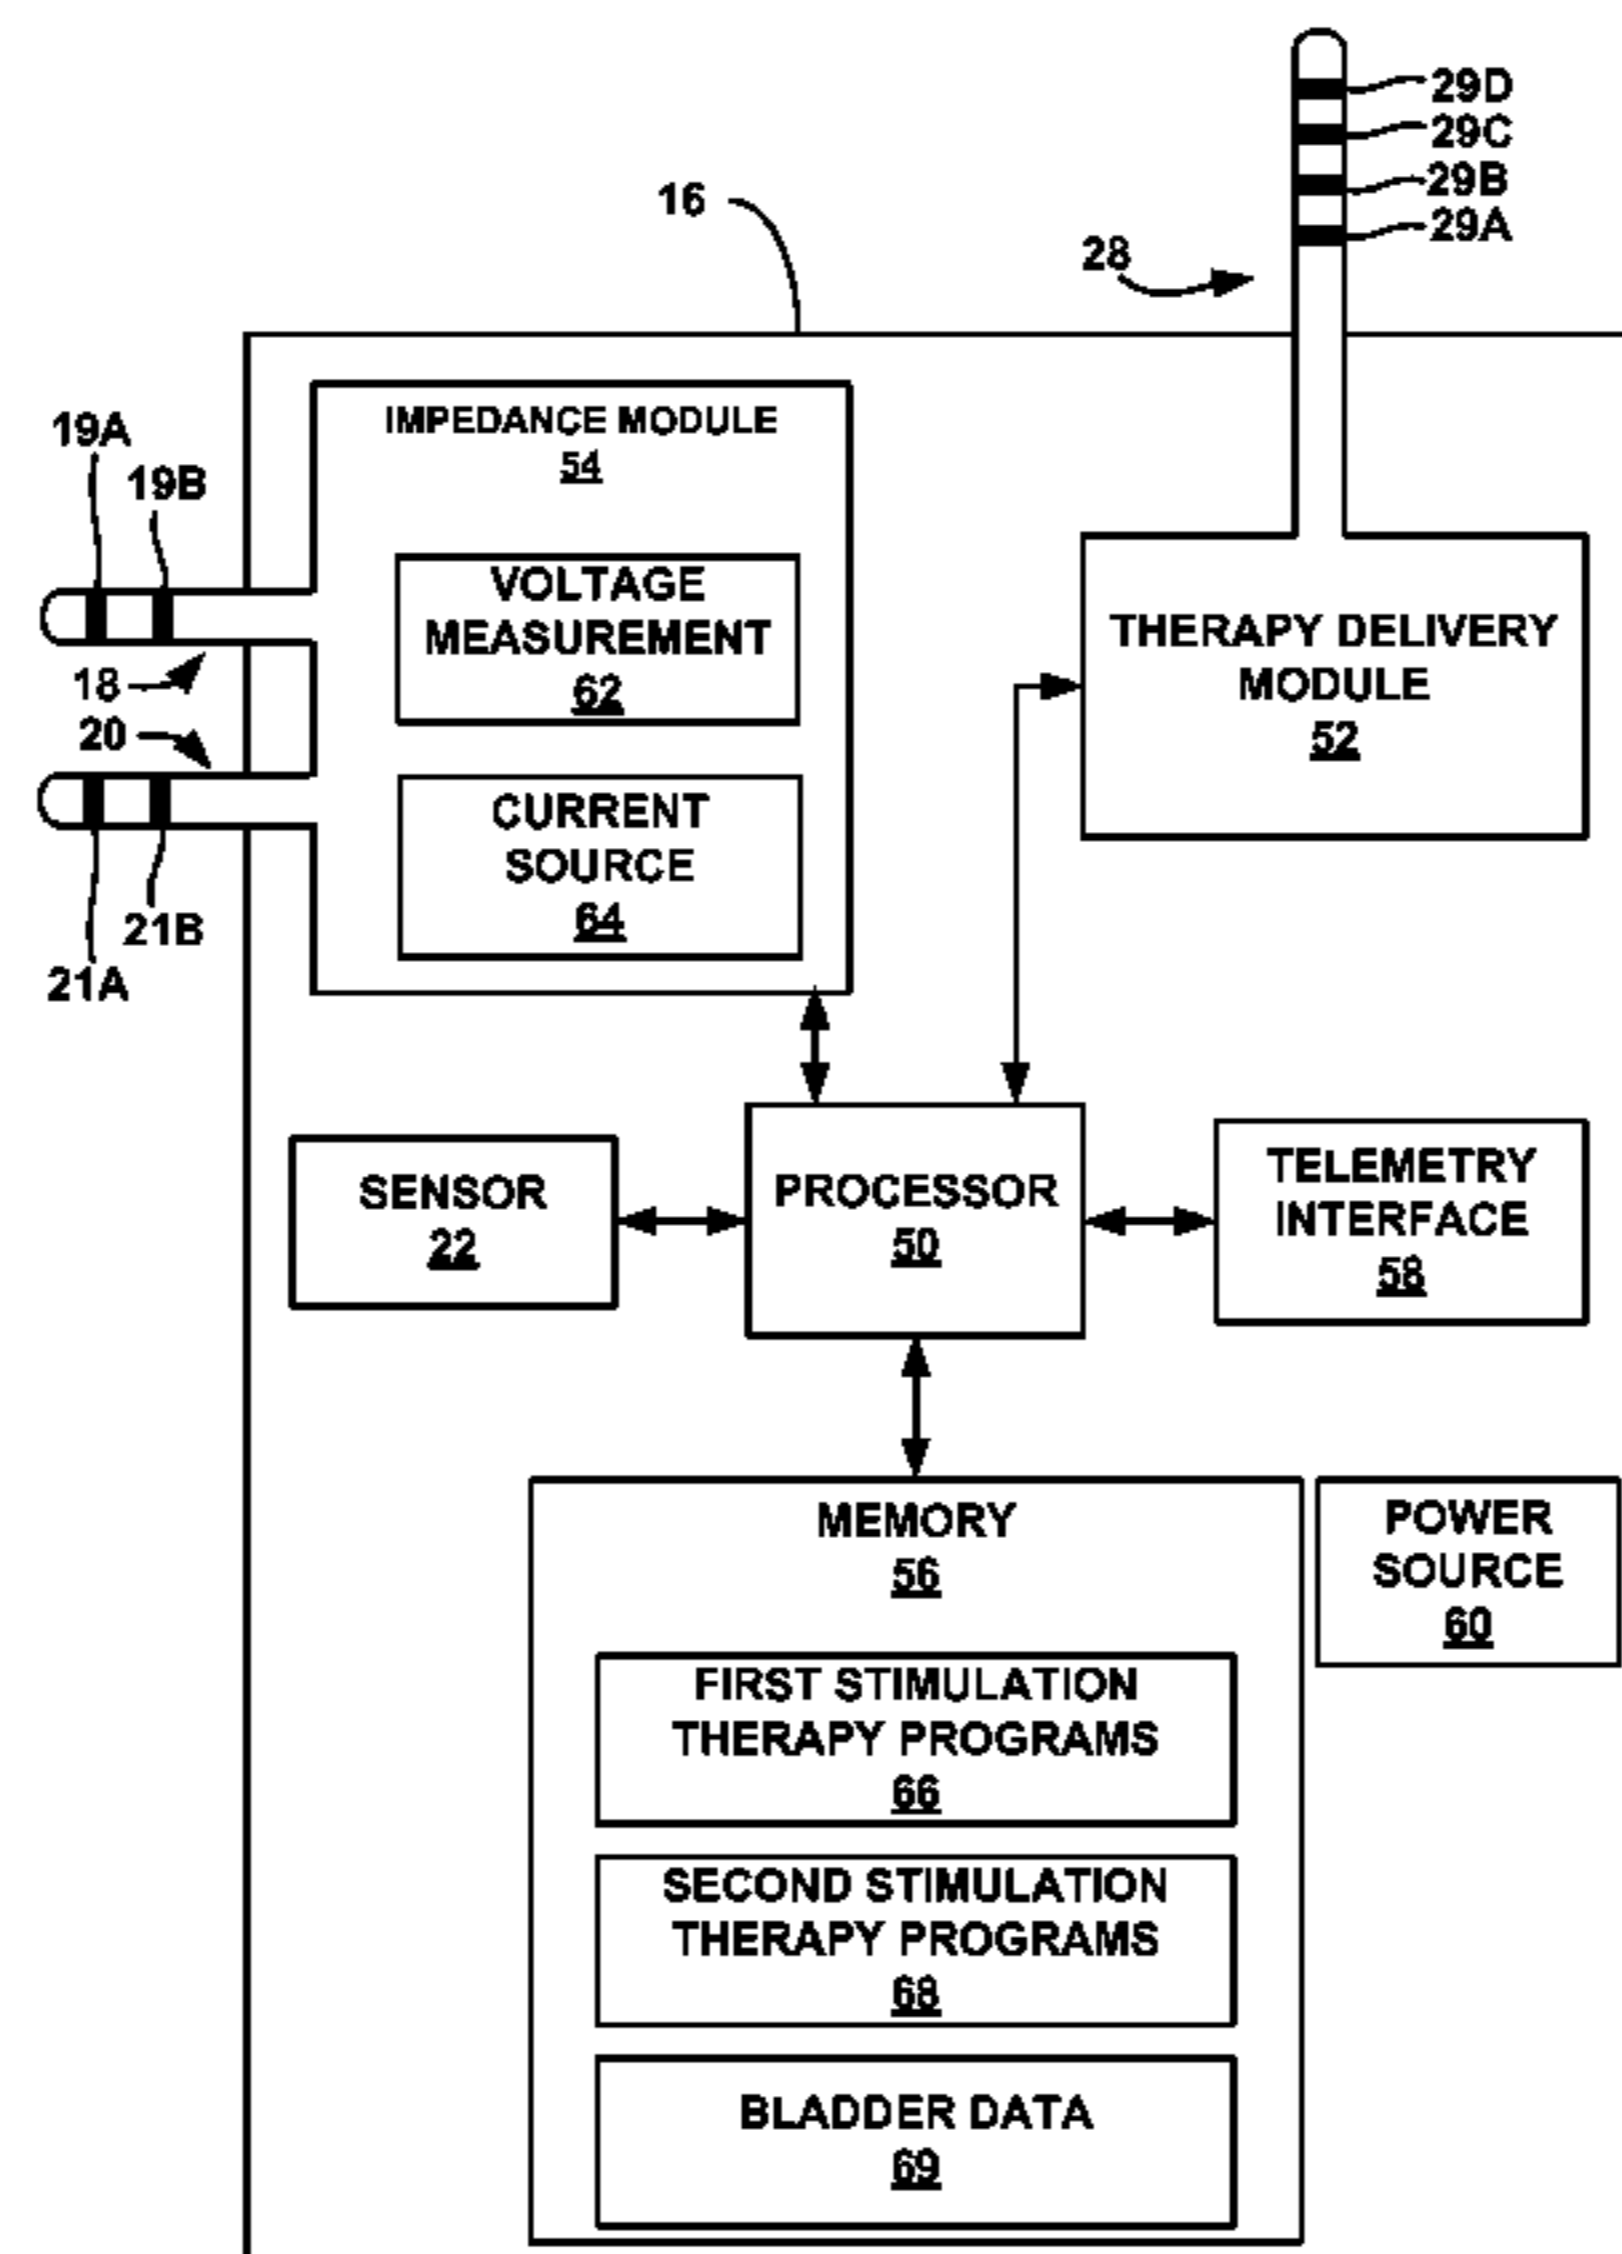 29D
29C
29B
29A
16
28
IMPEDANCE MODULE
54
19A
19B
VOLTAGE
MEASUREMENT
62
THERAPY DELIVERY
MODULE
52
18
20
CURRENT
SOURCE
64
21B
21A
SENSOR
22
PROCESSOR
50
TELEMETRY
INTERFACE
58
MEMORY
56
POWER
SOURCE
60
FIRST STIMULATION
THERAPY PROGRAMS
66
SECOND STIMULATION
THERAPY PROGRAMS
68
BLADDER DATA
69